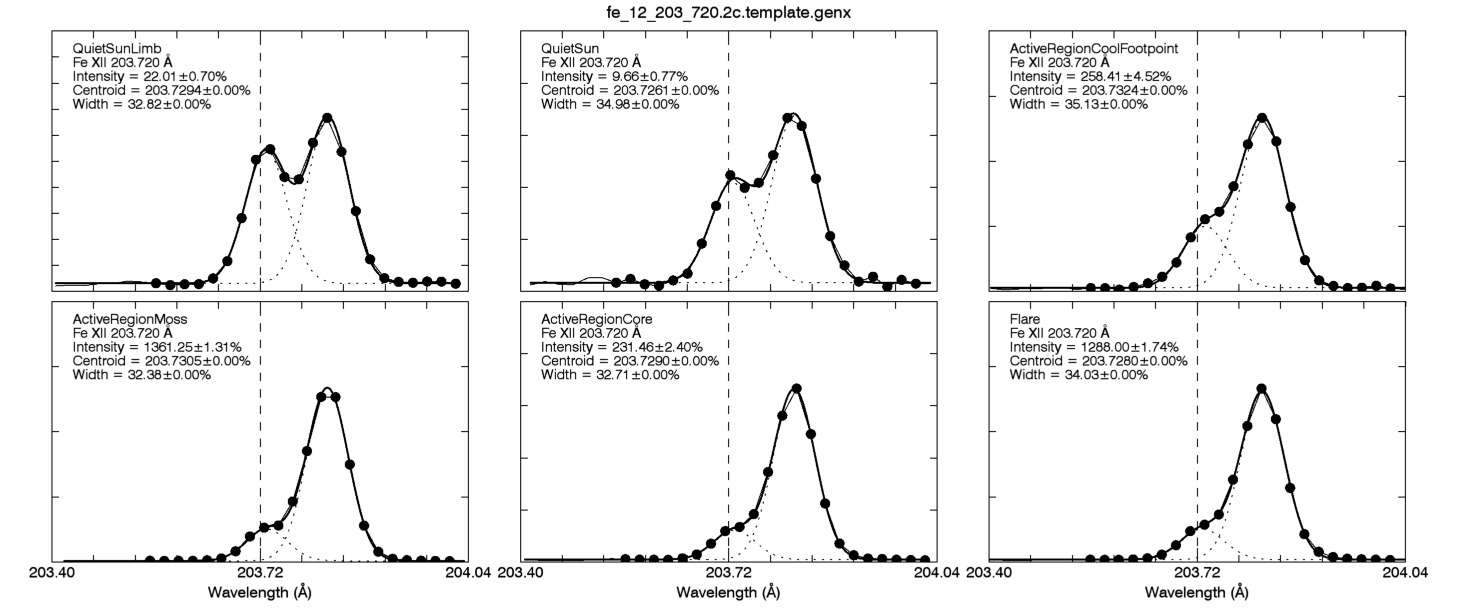 fe_12_203_720.2c.template.genx
QuietSunLimb
Fe XII 203.720 Å
Intensity = 22.01±0.70%
Centroid = 203.7294±0.00%
Width = 32.82±0.00%
QuietSun
Fe XII 203.720 Å
Intensity = 9.66±0.77%
Centroid = 203.7261±0.00%
Width = 34.98±0.00%
ActiveRegionCoolFootpoint
Fe XII 203.720 Å
Intensity = 258.41±4.52%
Centroid = 203.7324±0.00%
Width = 35.13±0.00%
ActiveRegionMoss
Fe XII 203.720 Å
Intensity = 1361.25±1.31%
Centroid = 203.7305±0.00%
Width = 32.38±0.00%
ActiveRegionCore
Fe XII 203.720 Å
Intensity = 231.46±2.40%
Centroid = 203.7290±0.00%
Width = 32.71±0.00%
Flare
Fe XII 203.720 Å
Intensity = 1288.00±1.74%
Centroid = 203.7280±0.00%
Width = 34.03±0.00%
203.40 203.72 204.04 203.40 203.72 204.04 203.40 203.72 204.04
Wavelength (Å) Wavelength (Å) Wavelength (Å)